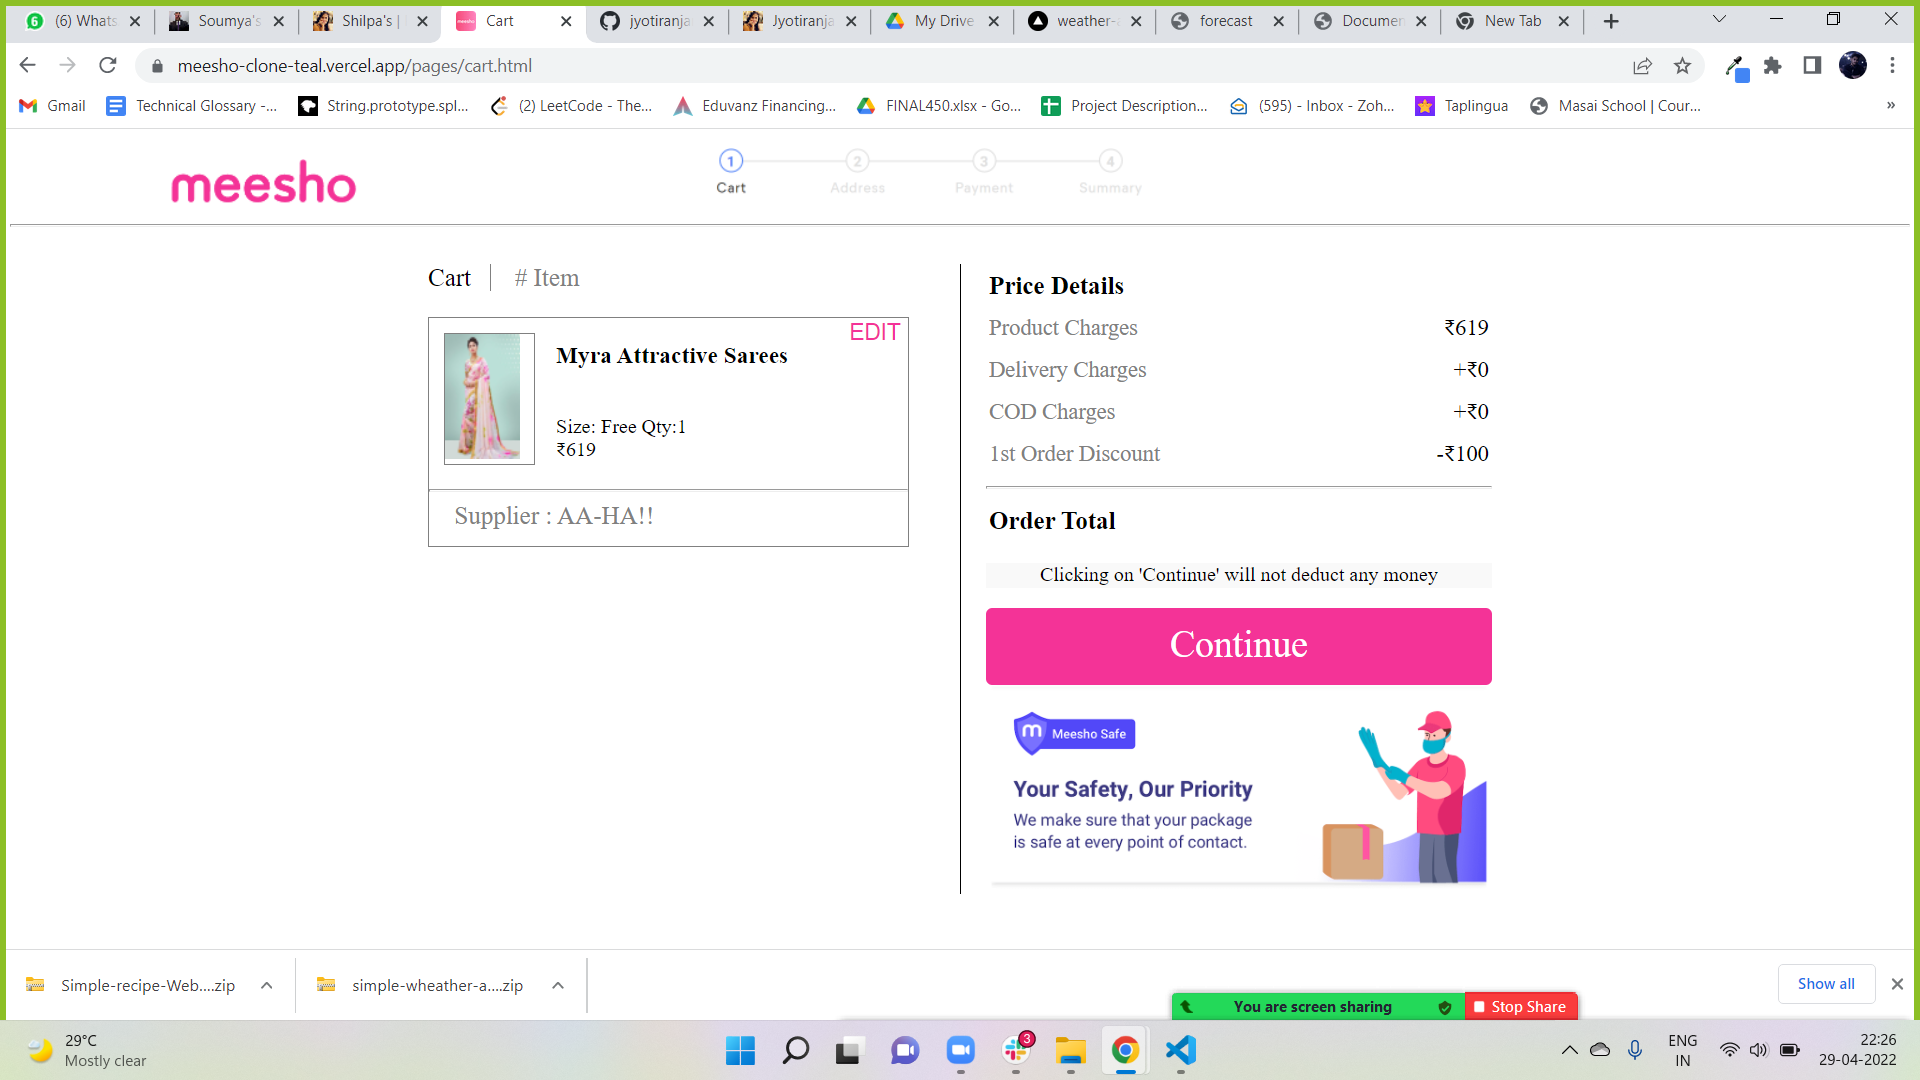 6 (6) Whats
Soumya's
Shilpa's |
meesho Cart
jyotiranja
Jyotiranja
My Drive
weather-
forecast
Documen
New Tab
meesho-clone-teal.vercel.app/pages/cart.html
Gmail
Technical Glossary -...
String.prototype.spl...
(2) LeetCode - The...
Eduvanz Financing...
FINAL450.xlsx - Go...
Project Description...
(595) - Inbox - Zoh...
Taplingua
Masai School | Cour...
»
meesho
1 2 3 4
Cart Address Payment Summary
Cart # Item
EDIT
Myra Attractive Sarees
Size: Free Qty:1
₹619
Supplier : AA-HA!!
Price Details
Product Charges ₹619
Delivery Charges +₹0
COD Charges +₹0
1st Order Discount -₹100
Order Total
Clicking on 'Continue' will not deduct any money
Continue
m Meesho Safe
Your Safety, Our Priority
We make sure that your package
is safe at every point of contact.
Simple-recipe-Web....zip
simple-wheather-a....zip
Show all
You are screen sharing Stop Share
29°C
Mostly clear
3
ENG
IN
22:26
29-04-2022